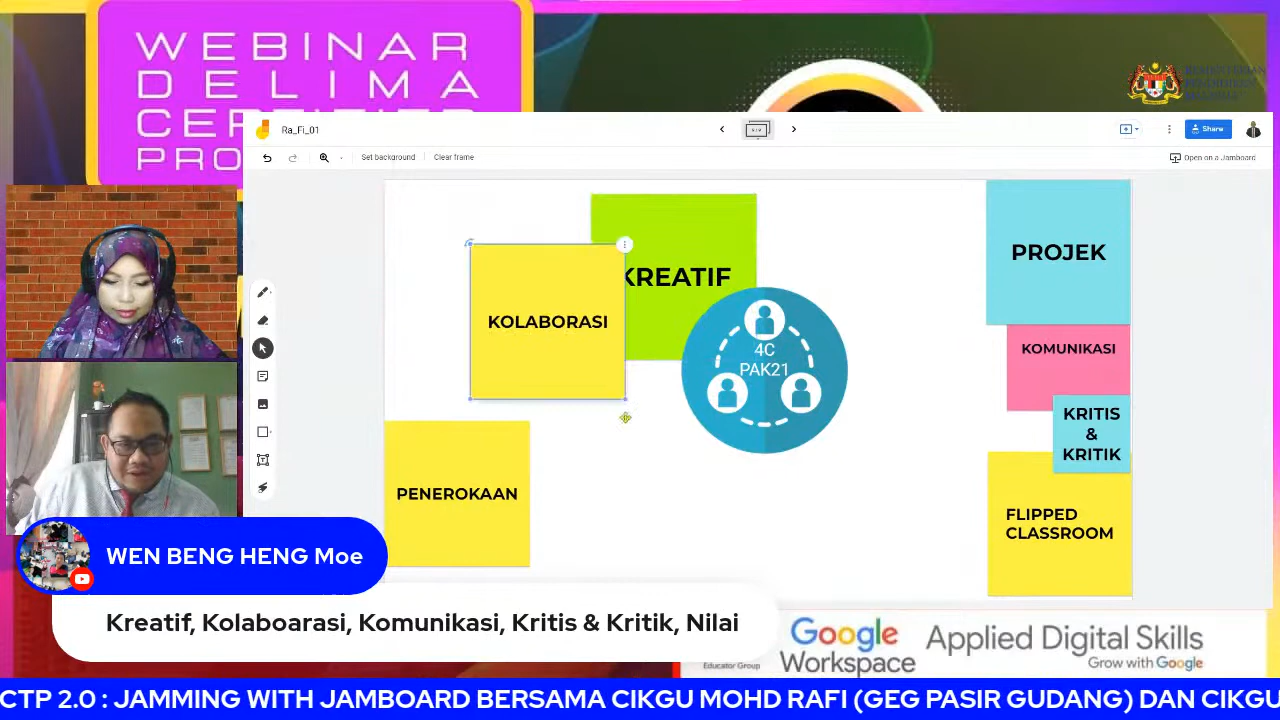 WEBINAR
DELIMA
PRO
Ra_Fi_01
Share
Set background
Clear frame
Open on a Jamboard
KREATIF
KOLABORASI
4C
PAK21
PENEROKAAN
PROJEK
KOMUNIKASI
KRITIS
&
KRITIK
FLIPPED
CLASSROOM
WEN BENG HENG Moe
Kreatif, Kolaboarasi, Komunikasi, Kritis & Kritik, Nilai
Educator Group
Google
Workspace
Applied Digital Skills
Grow with Google
CTP 2.0 : JAMMING WITH JAMBOARD BERSAMA CIKGU MOHD RAFI (GEG PASIR GUDANG) DAN CIKGU